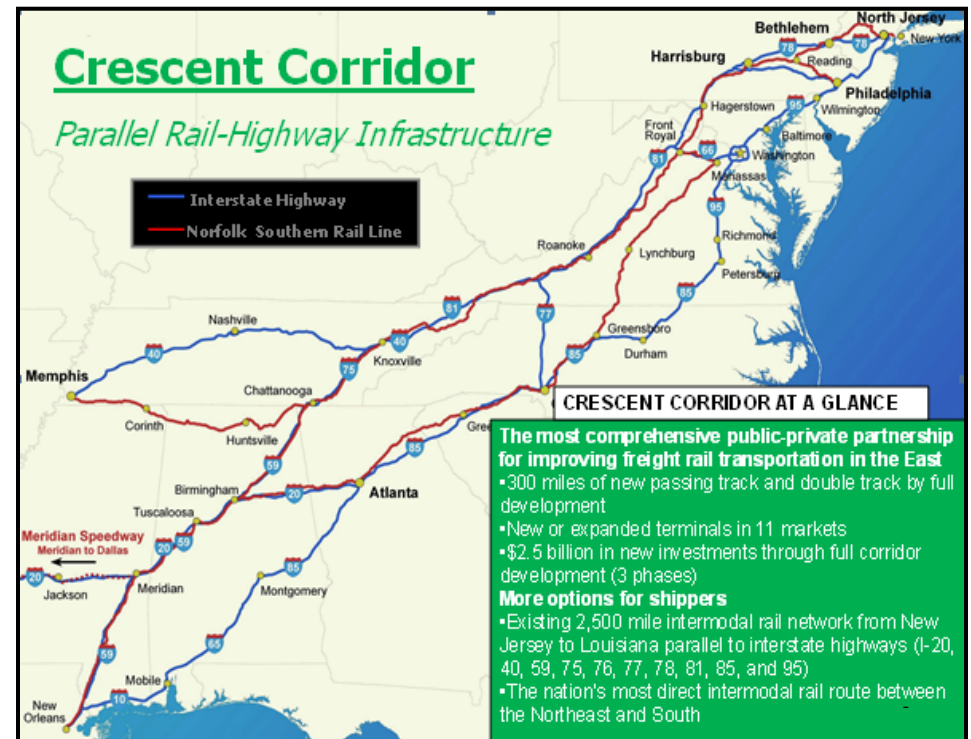 Crescent Corridor
Parallel Rail-Highway Infrastructure
Interstate Highway
Norfolk Southern Rail Line
North Jersey
Bethlehem
New York
78
78
Harrisburg
Reading
Philadelphia
Hagerstown
95
Wilmington
Front
Royal
Baltimore
81
66
Washington
Manassas
95
Roanoke
Lynchburg
Richmond
Petersburg
81
77
85
Nashville
40
40
Knoxville
Greensboro
85
Durham
75
Memphis
Chattanooga
Corinth
Huntsville
Gree
85
59
Birmingham
20
Atlanta
Tuscaloosa
Meridian Speedway
Meridian to Dallas
20
59
20
Jackson
Meridian
85
Montgomery
59
65
Mobile
10
New
Orleans
CRESCENT CORRIDOR AT A GLANCE
The most comprehensive public-private partnership
for improving freight rail transportation in the East
▪300 miles of new passing track and double track by full
development
▪New or expanded terminals in 11 markets
▪$2.5 billion in new investments through full corridor
development (3 phases)
More options for shippers
▪Existing 2,500 mile intermodal rail network from New
Jersey to Louisiana parallel to interstate highways (I-20,
40, 59, 75, 76, 77, 78, 81, 85, and 95)
▪The nation's most direct intermodal rail route between
the Northeast and South